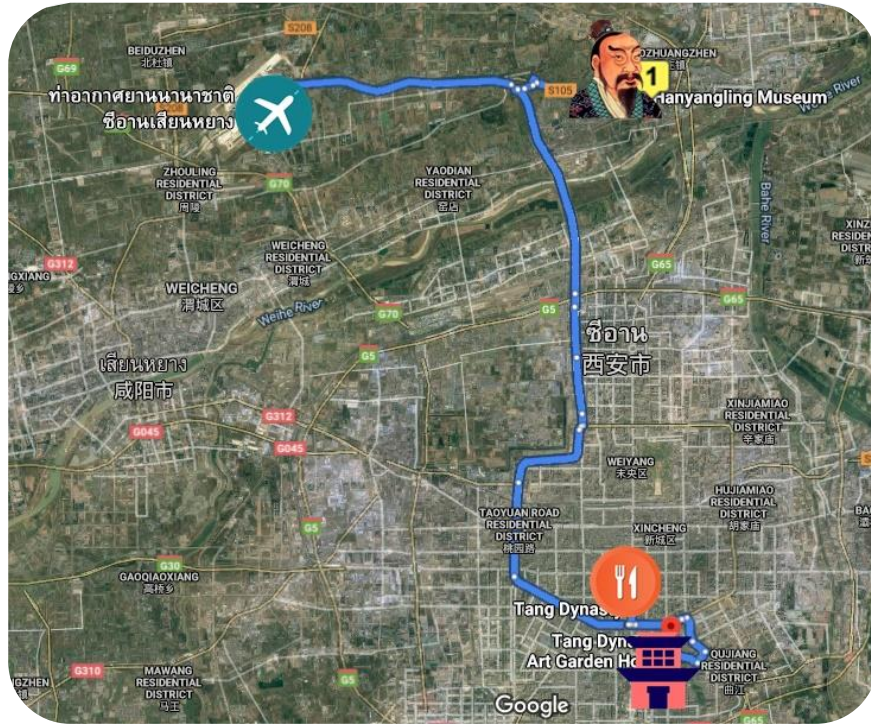 S208
BEIDUZHEN
北杜镇
G69
ท่าอากาศยานนานาชาติ
ซีอานเสียนหยาง
S105
1
Hanyangling Museum
River
ZHOULING
RESIDENTIAL
DISTRICT
周陵
G70
YAODIAN
RESIDENTIAL
DISTRICT
窑店
Bahe River
G312
WEICHENG
RESIDENTIAL
DISTRICT
渭城
WEICHENG
渭城区
Weihe River
G70
G65
G65
G5
G5
ซีอาน
西安市
เสียนหยาง
咸阳市
G312
G045
G045
XINJIAMIAO
RESIDENTIAL
DISTRICT
辛家庙
WEIYANG
未央区
HUJIAMIAO
RESIDENTIAL
DISTRICT
胡家庙
TAOYUAN ROAD
RESIDENTIAL
DISTRICT
桃园路
G5
XINCHENG
新城区
G30
GAOQIAOXIANG
高桥乡
Tang Dynas
Tang Dyn
Art Garden Ho
QUJIANG
RESIDENTIAL
DISTRICT
曲江
G310
MAWANG
RESIDENTIAL
DISTRICT
马王
G5
Google
G65